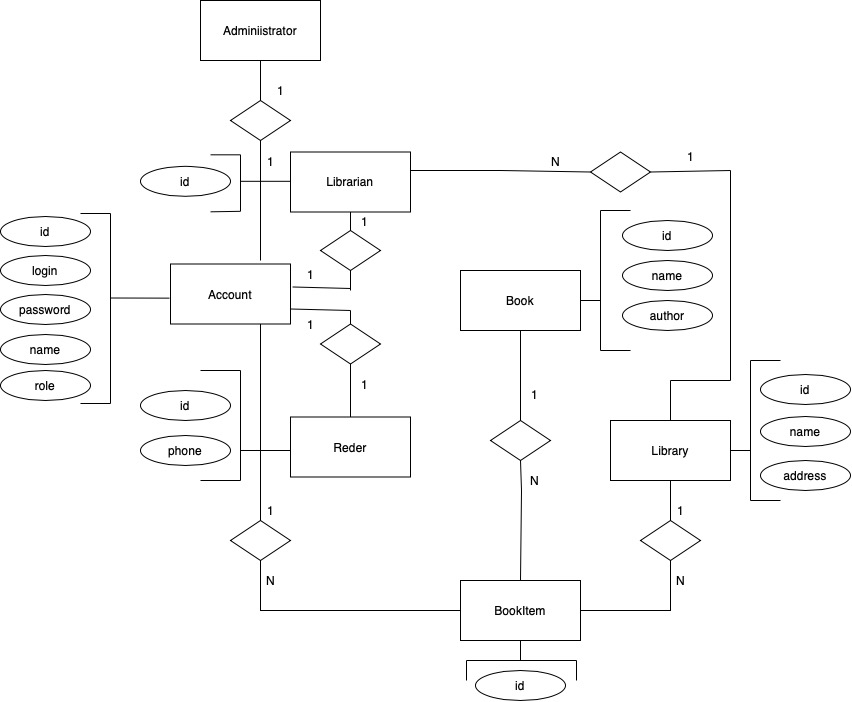 Adminiistrator
1
1
id
Librarian
N
1
1
id
login
password
name
role
Account
1
1
Book
id
name
author
id
phone
1
Reder
1
N
Library
id
name
address
1
N
1
N
BookItem
id